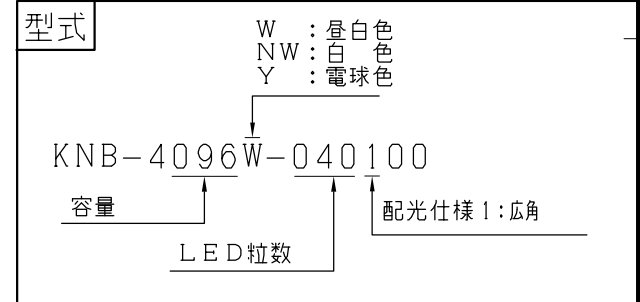 型式
W :昼白色
NW:白 色
Y :電球色
KNB-4096W-040100
容量
配光仕様1:広角
LED粒数